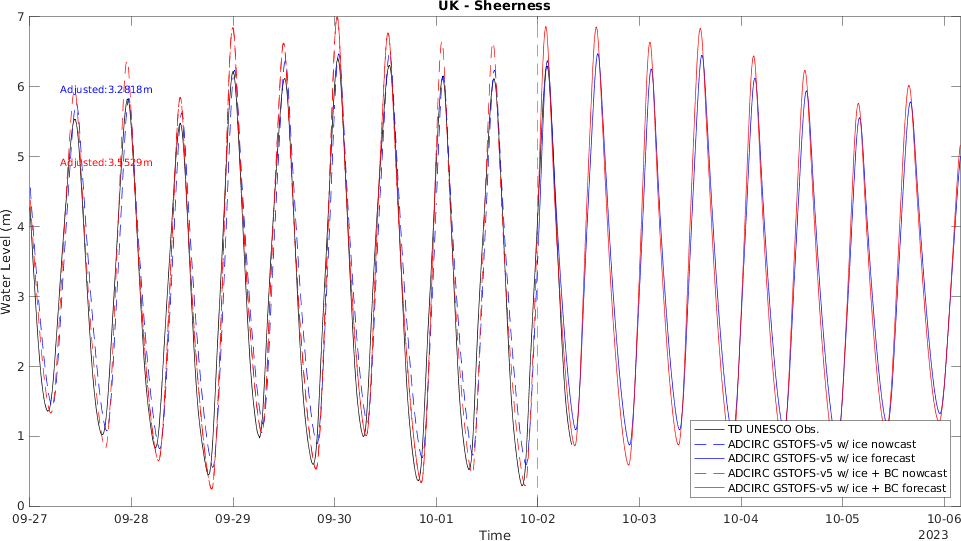 UK - Sheerness
7
6
5
4
3
2
1
0
Water Level (m)
Adjusted:3.2818m
Adjusted:3.5529m
TD UNESCO Obs.
ADCIRC GSTOFS-v5 w/ ice nowcast
ADCIRC GSTOFS-v5 w/ ice forecast
ADCIRC GSTOFS-v5 w/ ice + BC nowcast
ADCIRC GSTOFS-v5 w/ ice + BC forecast
09-27 09-28 09-29 09-30 10-01 10-02 10-03 10-04 10-05 10-06
Time
2023